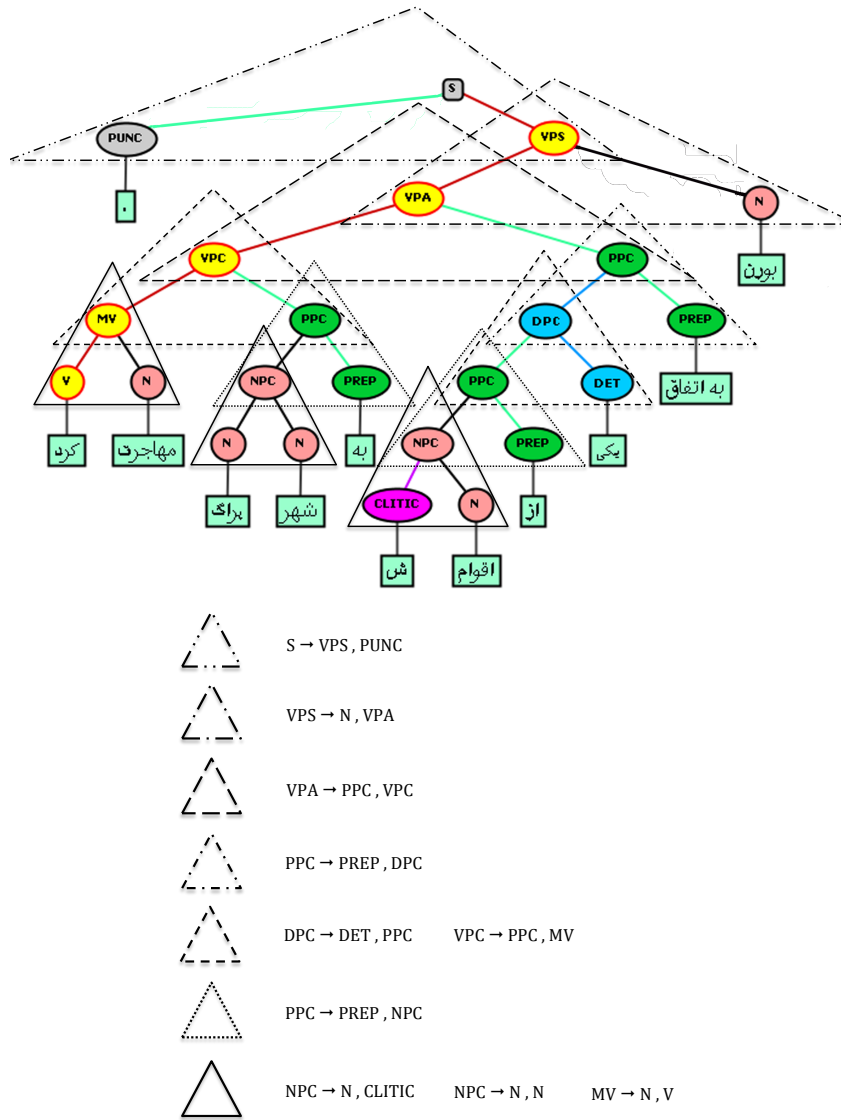 S
PUNC
VPS
VPA
N
.
VPC
PPC
بورن
MV
PPC
DPC
PREP
V
N
NPC
PREP
PPC
DET
به اتفاق
کرد
مهاجرت
N
N
به
NPC
PREP
یکی
پراگ
شهر
CLITIC
N
از
ش
اقوام
S → VPS , PUNC
VPS → N , VPA
VPA → PPC , VPC
PPC → PREP , DPC
DPC → DET , PPC VPC → PPC , MV
PPC → PREP , NPC
NPC → N , CLITIC NPC → N , N MV → N , V